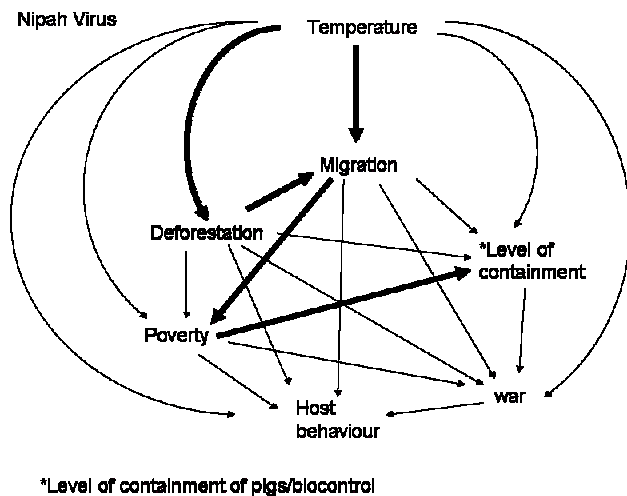 Nipah Virus
Temperature
Migration
Deforestation
*Level of
containment
Poverty
war
Host
behaviour
*Level of containment of pigs/biocontrol